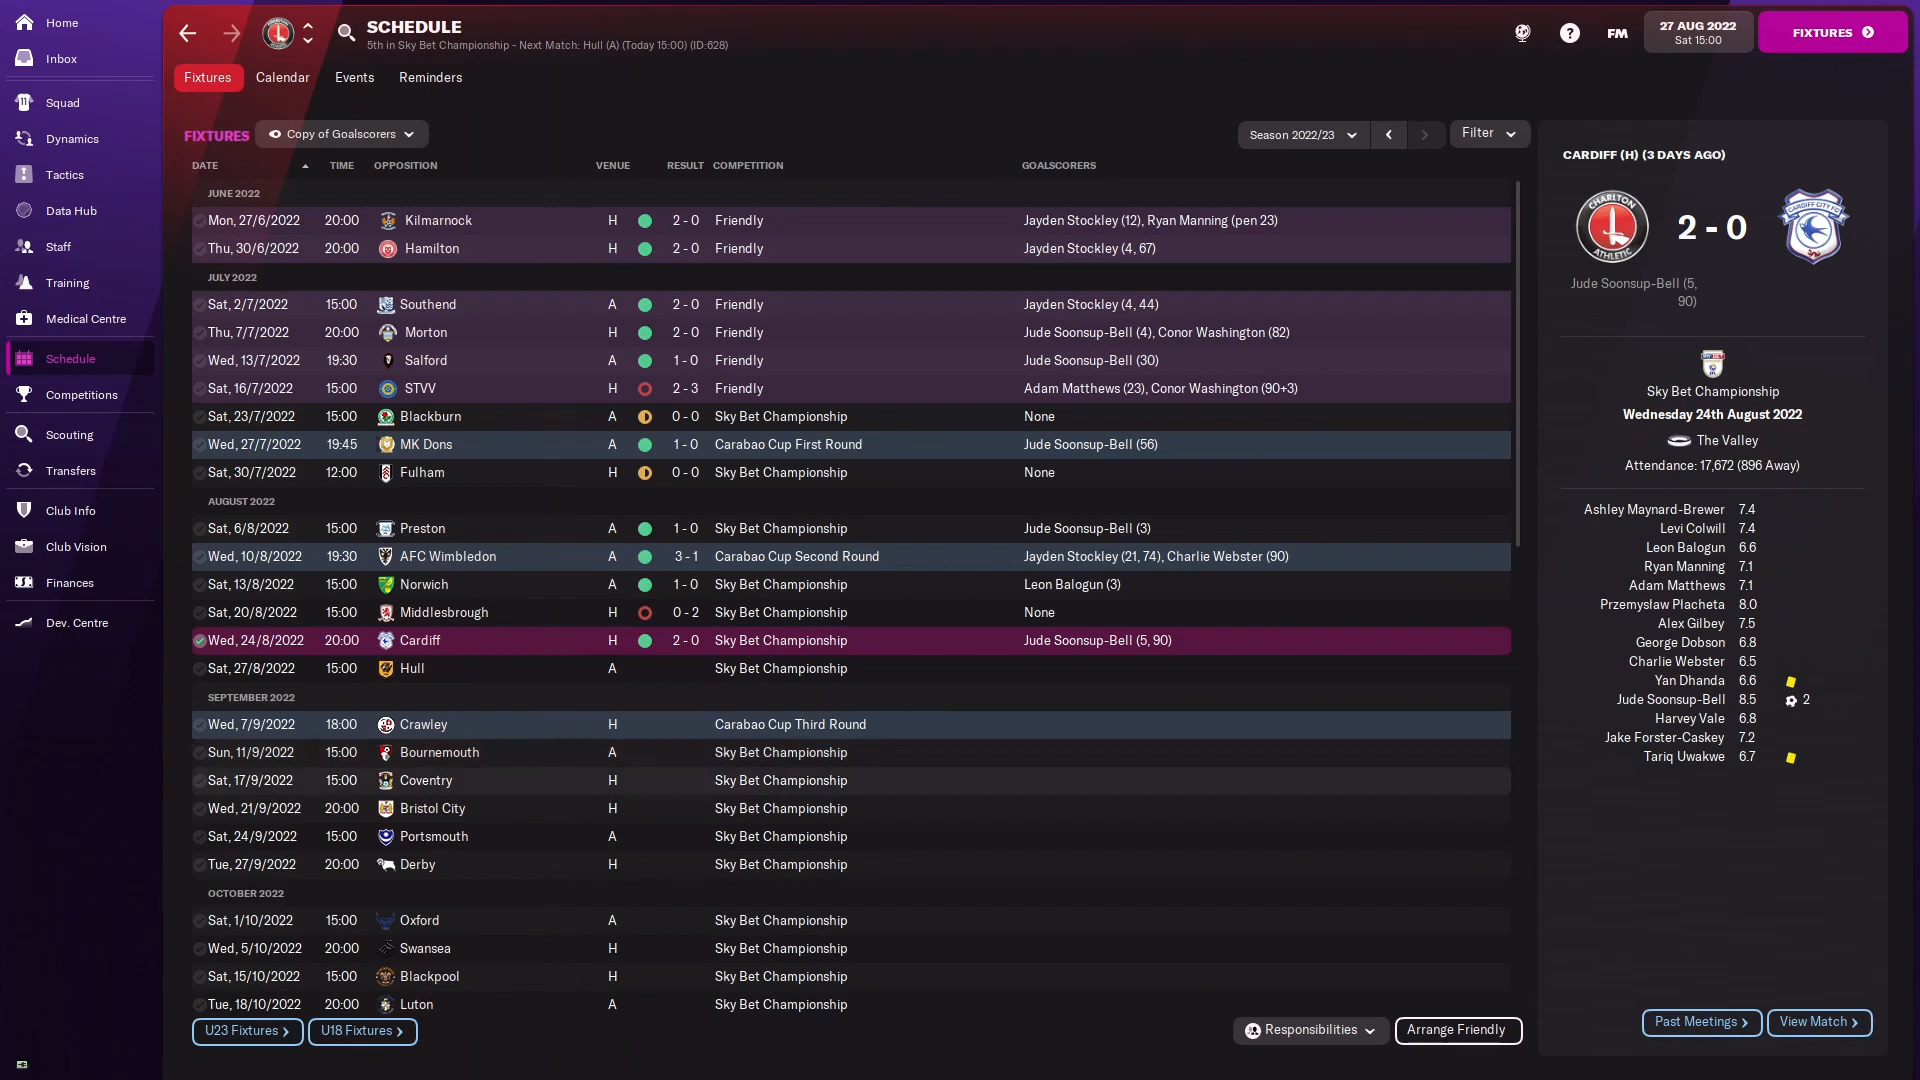 Home
Inbox
Squad
Dynamics
Tactics
Data Hub
Staff
Training
Medical Centre
Schedule
Competitions
Scouting
Transfers
Club Info
Club Vision
Finances
Dev. Centre
SCHEDULE
5th in Sky Bet Championship - Next Match: Hull (A) (Today 15:00) (ID:628)
FM
27 AUG 2022
Sat 15:00
FIXTURES
Fixtures Calendar Events Reminders
FIXTURES Copy of Goalscorers Season 2022/23 Filter
DATE TIME OPPOSITION VENUE RESULT COMPETITION GOALSCORERS
JUNE 2022
Mon, 27/6/2022 20:00 Kilmarnock H 2 - 0 Friendly Jayden Stockley (12), Ryan Manning (pen 23)
Thu, 30/6/2022 20:00 Hamilton H 2 - 0 Friendly Jayden Stockley (4, 67)
JULY 2022
Sat, 2/7/2022 15:00 Southend A 2 - 0 Friendly Jayden Stockley (4, 44)
Thu, 7/7/2022 20:00 Morton H 2 - 0 Friendly Jude Soonsup-Bell (4), Conor Washington (82)
Wed, 13/7/2022 19:30 Salford A 1 - 0 Friendly Jude Soonsup-Bell (30)
Sat, 16/7/2022 15:00 STVV H 2 - 3 Friendly Adam Matthews (23), Conor Washington (90+3)
Sat, 23/7/2022 15:00 Blackburn A 0 - 0 Sky Bet Championship None
Wed, 27/7/2022 19:45 MK Dons A 1 - 0 Carabao Cup First Round Jude Soonsup-Bell (56)
Sat, 30/7/2022 12:00 Fulham H 0 - 0 Sky Bet Championship None
AUGUST 2022
Sat, 6/8/2022 15:00 Preston A 1 - 0 Sky Bet Championship Jude Soonsup-Bell (3)
Wed, 10/8/2022 19:30 AFC Wimbledon A 3 - 1 Carabao Cup Second Round Jayden Stockley (21, 74), Charlie Webster (90)
Sat, 13/8/2022 15:00 Norwich A 1 - 0 Sky Bet Championship Leon Balogun (3)
Sat, 20/8/2022 15:00 Middlesbrough H 0 - 2 Sky Bet Championship None
Wed, 24/8/2022 20:00 Cardiff H 2 - 0 Sky Bet Championship Jude Soonsup-Bell (5, 90)
Sat, 27/8/2022 15:00 Hull A Sky Bet Championship
SEPTEMBER 2022
Wed, 7/9/2022 18:00 Crawley H Carabao Cup Third Round
Sun, 11/9/2022 15:00 Bournemouth A Sky Bet Championship
Sat, 17/9/2022 15:00 Coventry H Sky Bet Championship
Wed, 21/9/2022 20:00 Bristol City H Sky Bet Championship
Sat, 24/9/2022 15:00 Portsmouth A Sky Bet Championship
Tue, 27/9/2022 20:00 Derby H Sky Bet Championship
OCTOBER 2022
Sat, 1/10/2022 15:00 Oxford A Sky Bet Championship
Wed, 5/10/2022 20:00 Swansea H Sky Bet Championship
Sat, 15/10/2022 15:00 Blackpool H Sky Bet Championship
Tue, 18/10/2022 20:00 Luton A Sky Bet Championship
U23 Fixtures U18 Fixtures Responsibilities Arrange Friendly
CARDIFF (H) (3 DAYS AGO)
CHARLTON ATHLETIC
2 - 0
CARDIFF CITY FC
Jude Soonsup-Bell (5,
90)
Sky Bet Championship
Wednesday 24th August 2022
The Valley
Attendance: 17,672 (896 Away)
Ashley Maynard-Brewer 7.4
Levi Colwill 7.4
Leon Balogun 6.6
Ryan Manning 7.1
Adam Matthews 7.1
Przemyslaw Placheta 8.0
Alex Gilbey 7.5
George Dobson 6.8
Charlie Webster 6.5
Yan Dhanda 6.6
Jude Soonsup-Bell 8.5 2
Harvey Vale 6.8
Jake Forster-Caskey 7.2
Tariq Uwakwe 6.7
Past Meetings View Match